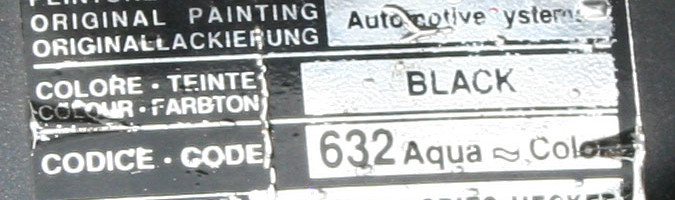 ORIGINAL PAINTING Automotive Systems
ORIGINALLACKIERUNG
COLORE · TEINTE BLACK
COLOUR · FARBTON
CODICE · CODE 632 Aqua ~ Color